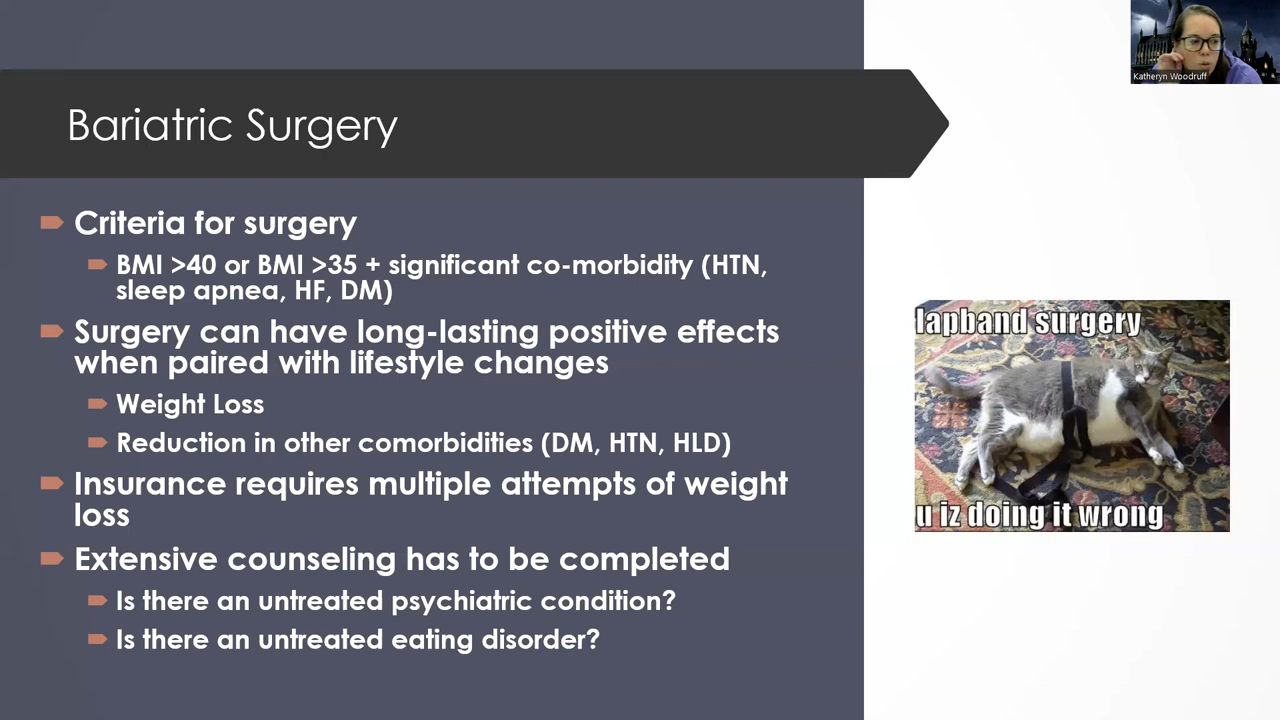 Bariatric Surgery
Katheryn Woodruff
Criteria for surgery
BMI >40 or BMI >35 + significant co-morbidity (HTN,
sleep apnea, HF, DM)
Surgery can have long-lasting positive effects
when paired with lifestyle changes
Weight Loss
Reduction in other comorbidities (DM, HTN, HLD)
Insurance requires multiple attempts of weight
loss
Extensive counseling has to be completed
Is there an untreated psychiatric condition?
Is there an untreated eating disorder?
lapband surgery
u iz doing it wrong